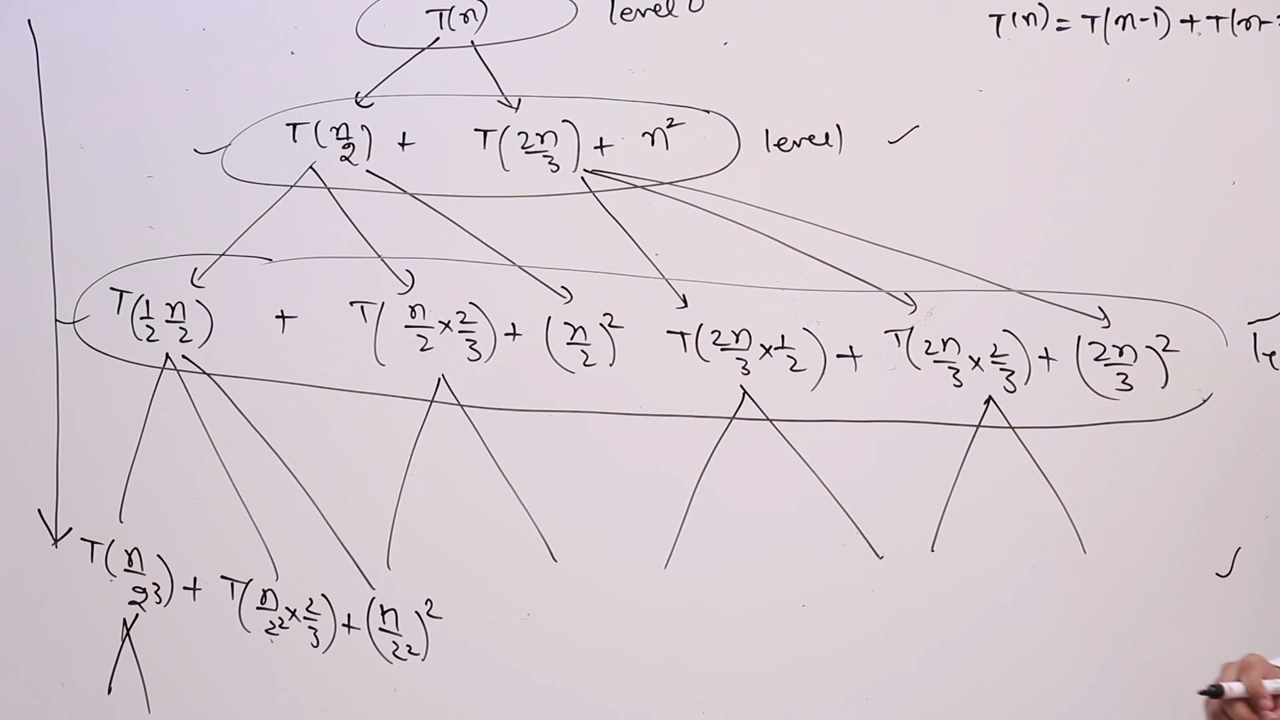 T(n) level 0
T(n) = T(n-1) + T(n-
T(n/2) + T(2n/3) + n² level 1
T(1/2 n/2) + T(n/2 × 2/3) + (n/2)² T(2n/3 × 1/2) + T(2n/3 × 2/3) + (2n/3)² le
T(n/2³) + T(n/2² × 2/3) + (n/2²)²